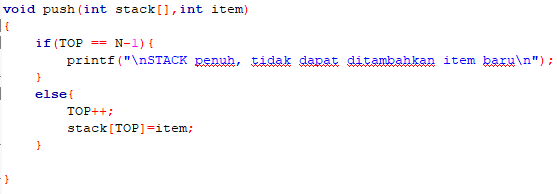 void push(int stack[],int item)
{
    if(TOP == N-1){
        printf("\nSTACK penuh, tidak dapat ditambahkan item baru\n");
    }
    else{
        TOP++;
        stack[TOP]=item;
    }
}